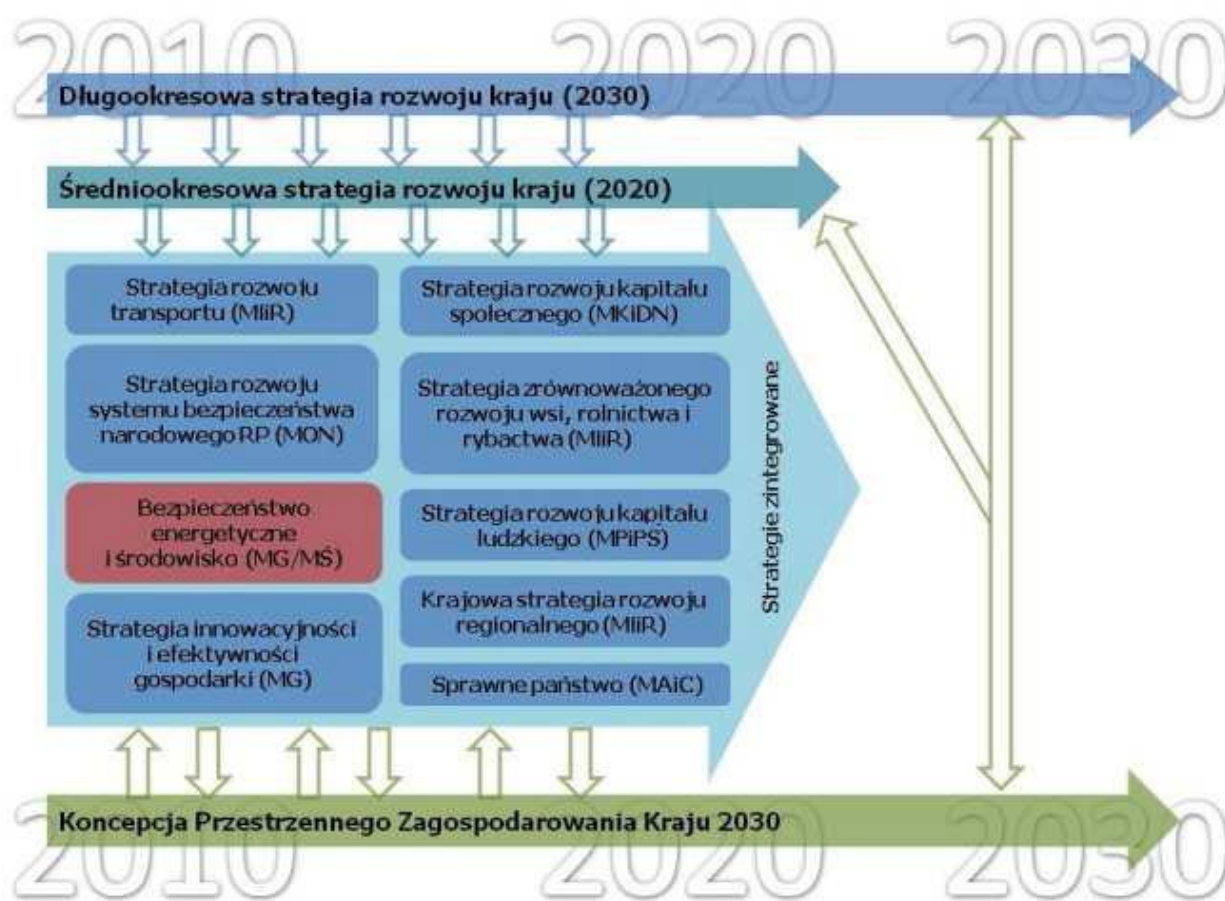 2010 2020 2030
Długookresowa strategia rozwoju kraju (2030)
Średniookresowa strategia rozwoju kraju (2020)
Strategia rozwoju
transportu (MIiR)
Strategia rozwoju
systemu bezpieczeństwa
narodowego RP (MON)
Bezpieczeństwo
energetyczne
i środowisko (MG/MŚ)
Strategia innowacyjności
i efektywności
gospodarki (MG)
Strategia rozwoju kapitału
społecznego (MKiDN)
Strategia zrównoważonego
rozwoju wsi, rolnictwa i
rybactwa (MIiR)
Strategia rozwoju kapitału
ludzkiego (MPiPS)
Krajowa strategia rozwoju
regionalnego (MIiR)
Sprawne państwo (MAiC)
Strategie zintegrowane
Koncepcja Przestrzennego Zagospodarowania Kraju 2030
2010 2020 2030